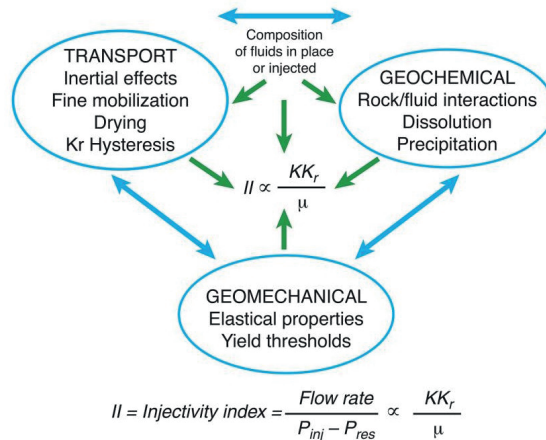 Composition
of fluids in place
or injected
TRANSPORT
Inertial effects
Fine mobilization
Drying
Kr Hysteresis
GEOCHEMICAL
Rock/fluid interactions
Dissolution
Precipitation
II ∝ KKr / μ
GEOMECHANICAL
Elastical properties
Yield thresholds
II = Injectivity index = Flow rate / Pinj – Pres ∝ KKr / μ